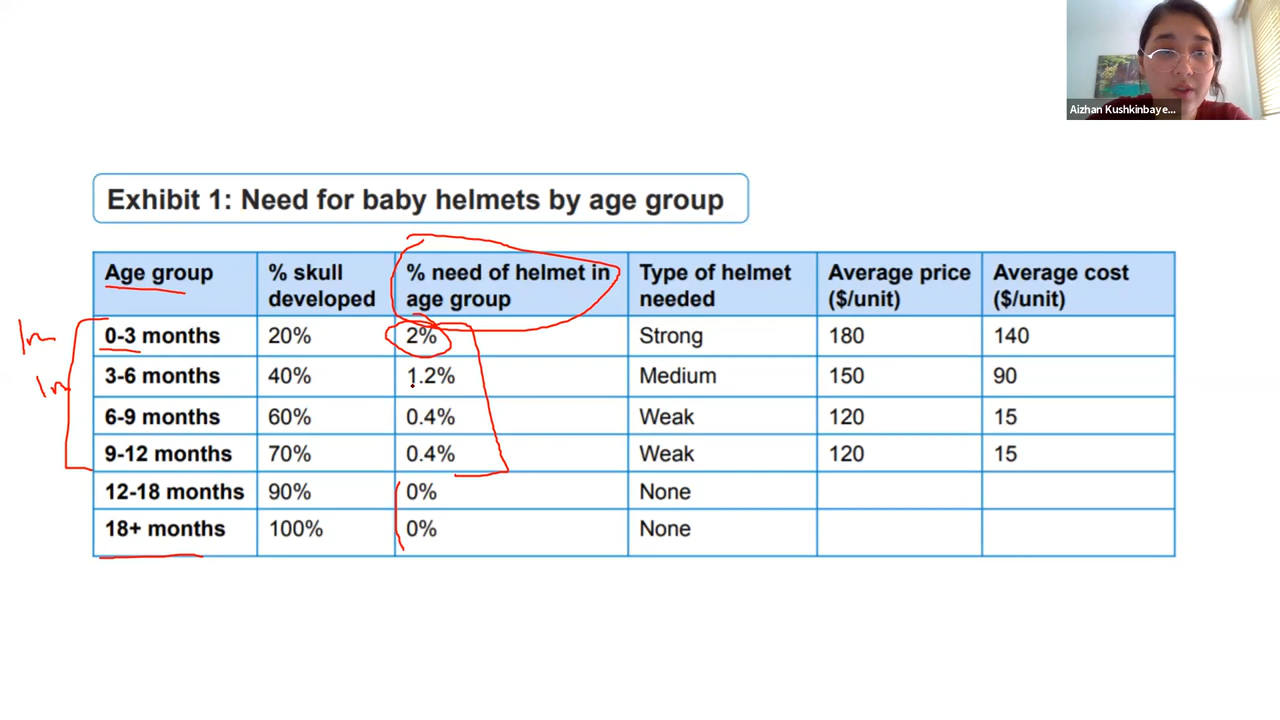 Aizhan Kushkinbaye...
Exhibit 1: Need for baby helmets by age group
Age group % skull developed % need of helmet in age group Type of helmet needed Average price ($/unit) Average cost ($/unit)
0-3 months 20% 2% Strong 180 140
3-6 months 40% 1.2% Medium 150 90
6-9 months 60% 0.4% Weak 120 15
9-12 months 70% 0.4% Weak 120 15
12-18 months 90% 0% None
18+ months 100% 0% None